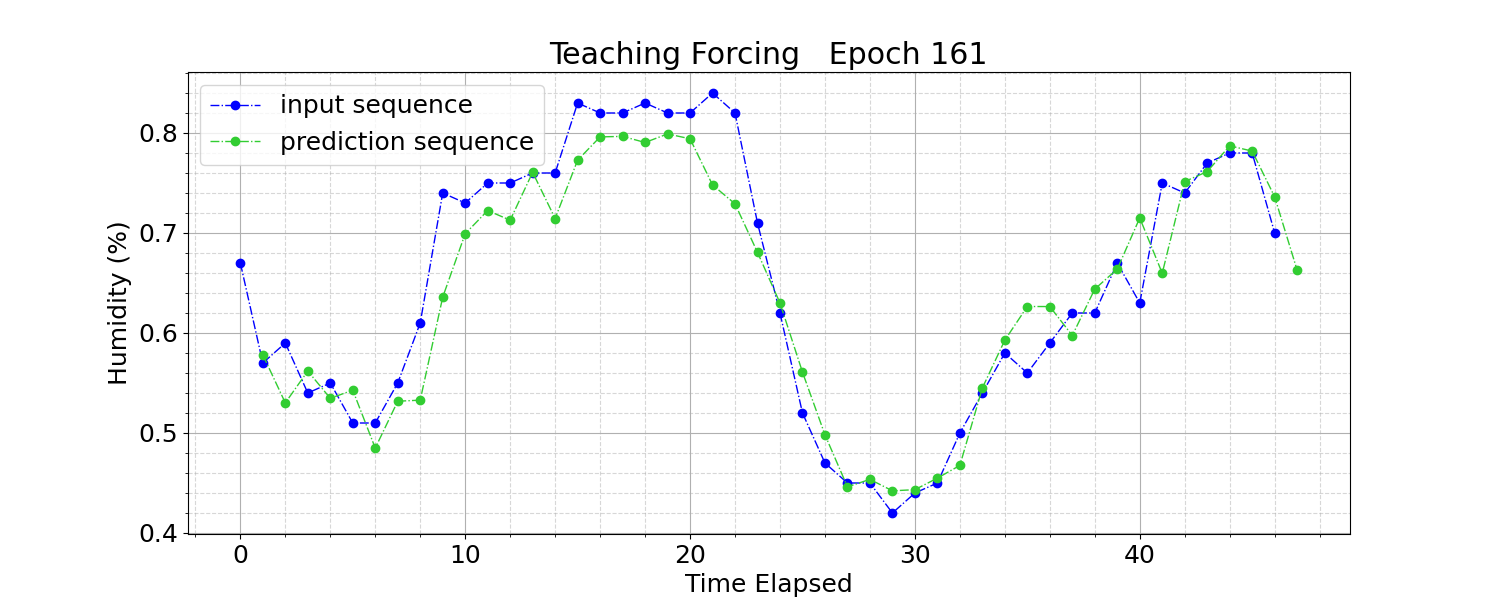 Teaching Forcing   Epoch 161
input sequence
prediction sequence
Humidity (%)
0.8
0.7
0.6
0.5
0.4
0 10 20 30 40
Time Elapsed